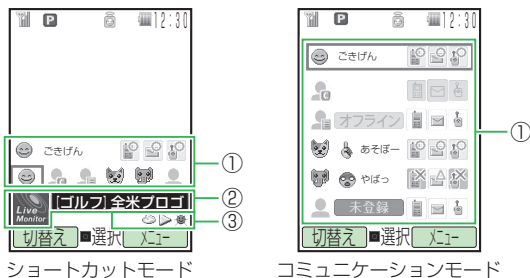 12:30
ごきげん
①
Live Monitor
[ゴルフ]全米プロゴ
②
③
切替え
選択
メニュー
ショートカットモード
12:30
ごきげん
オフライン
あそぼー
やばっ
未登録
①
切替え
選択
メニュー
コミュニケーションモード